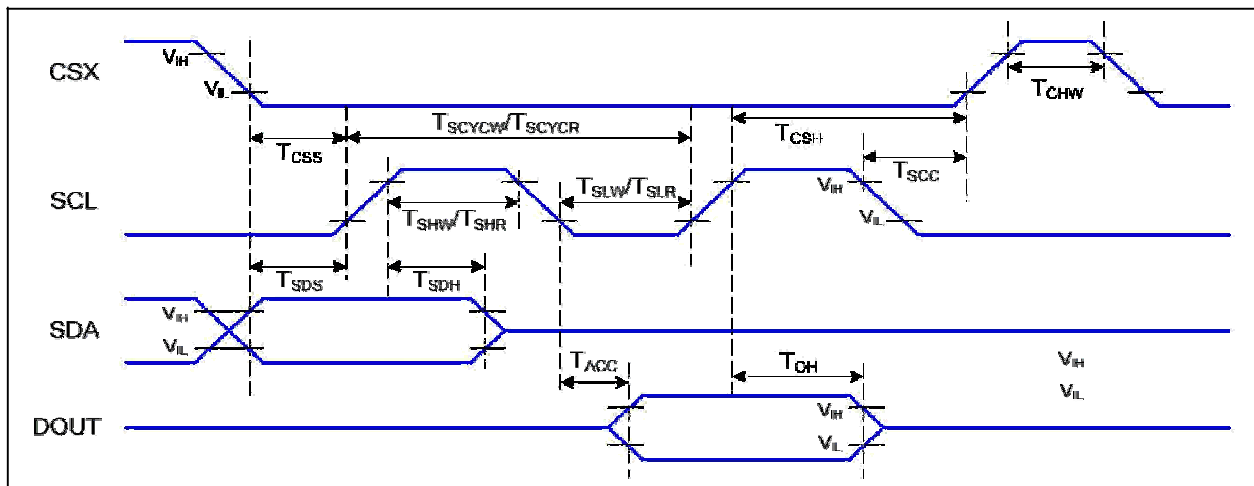 CSX
VIH
VIL
TCHW
TCSS
TSCYCW/TSCYCR
TCSH
TSCC
SCL
TSHW/TSHR
TSLW/TSLR
VIH
VIL
TSDS
TSDH
SDA
VIH
VIL
TACC
TOH
VIH
VIL
DOUT
VIH
VIL